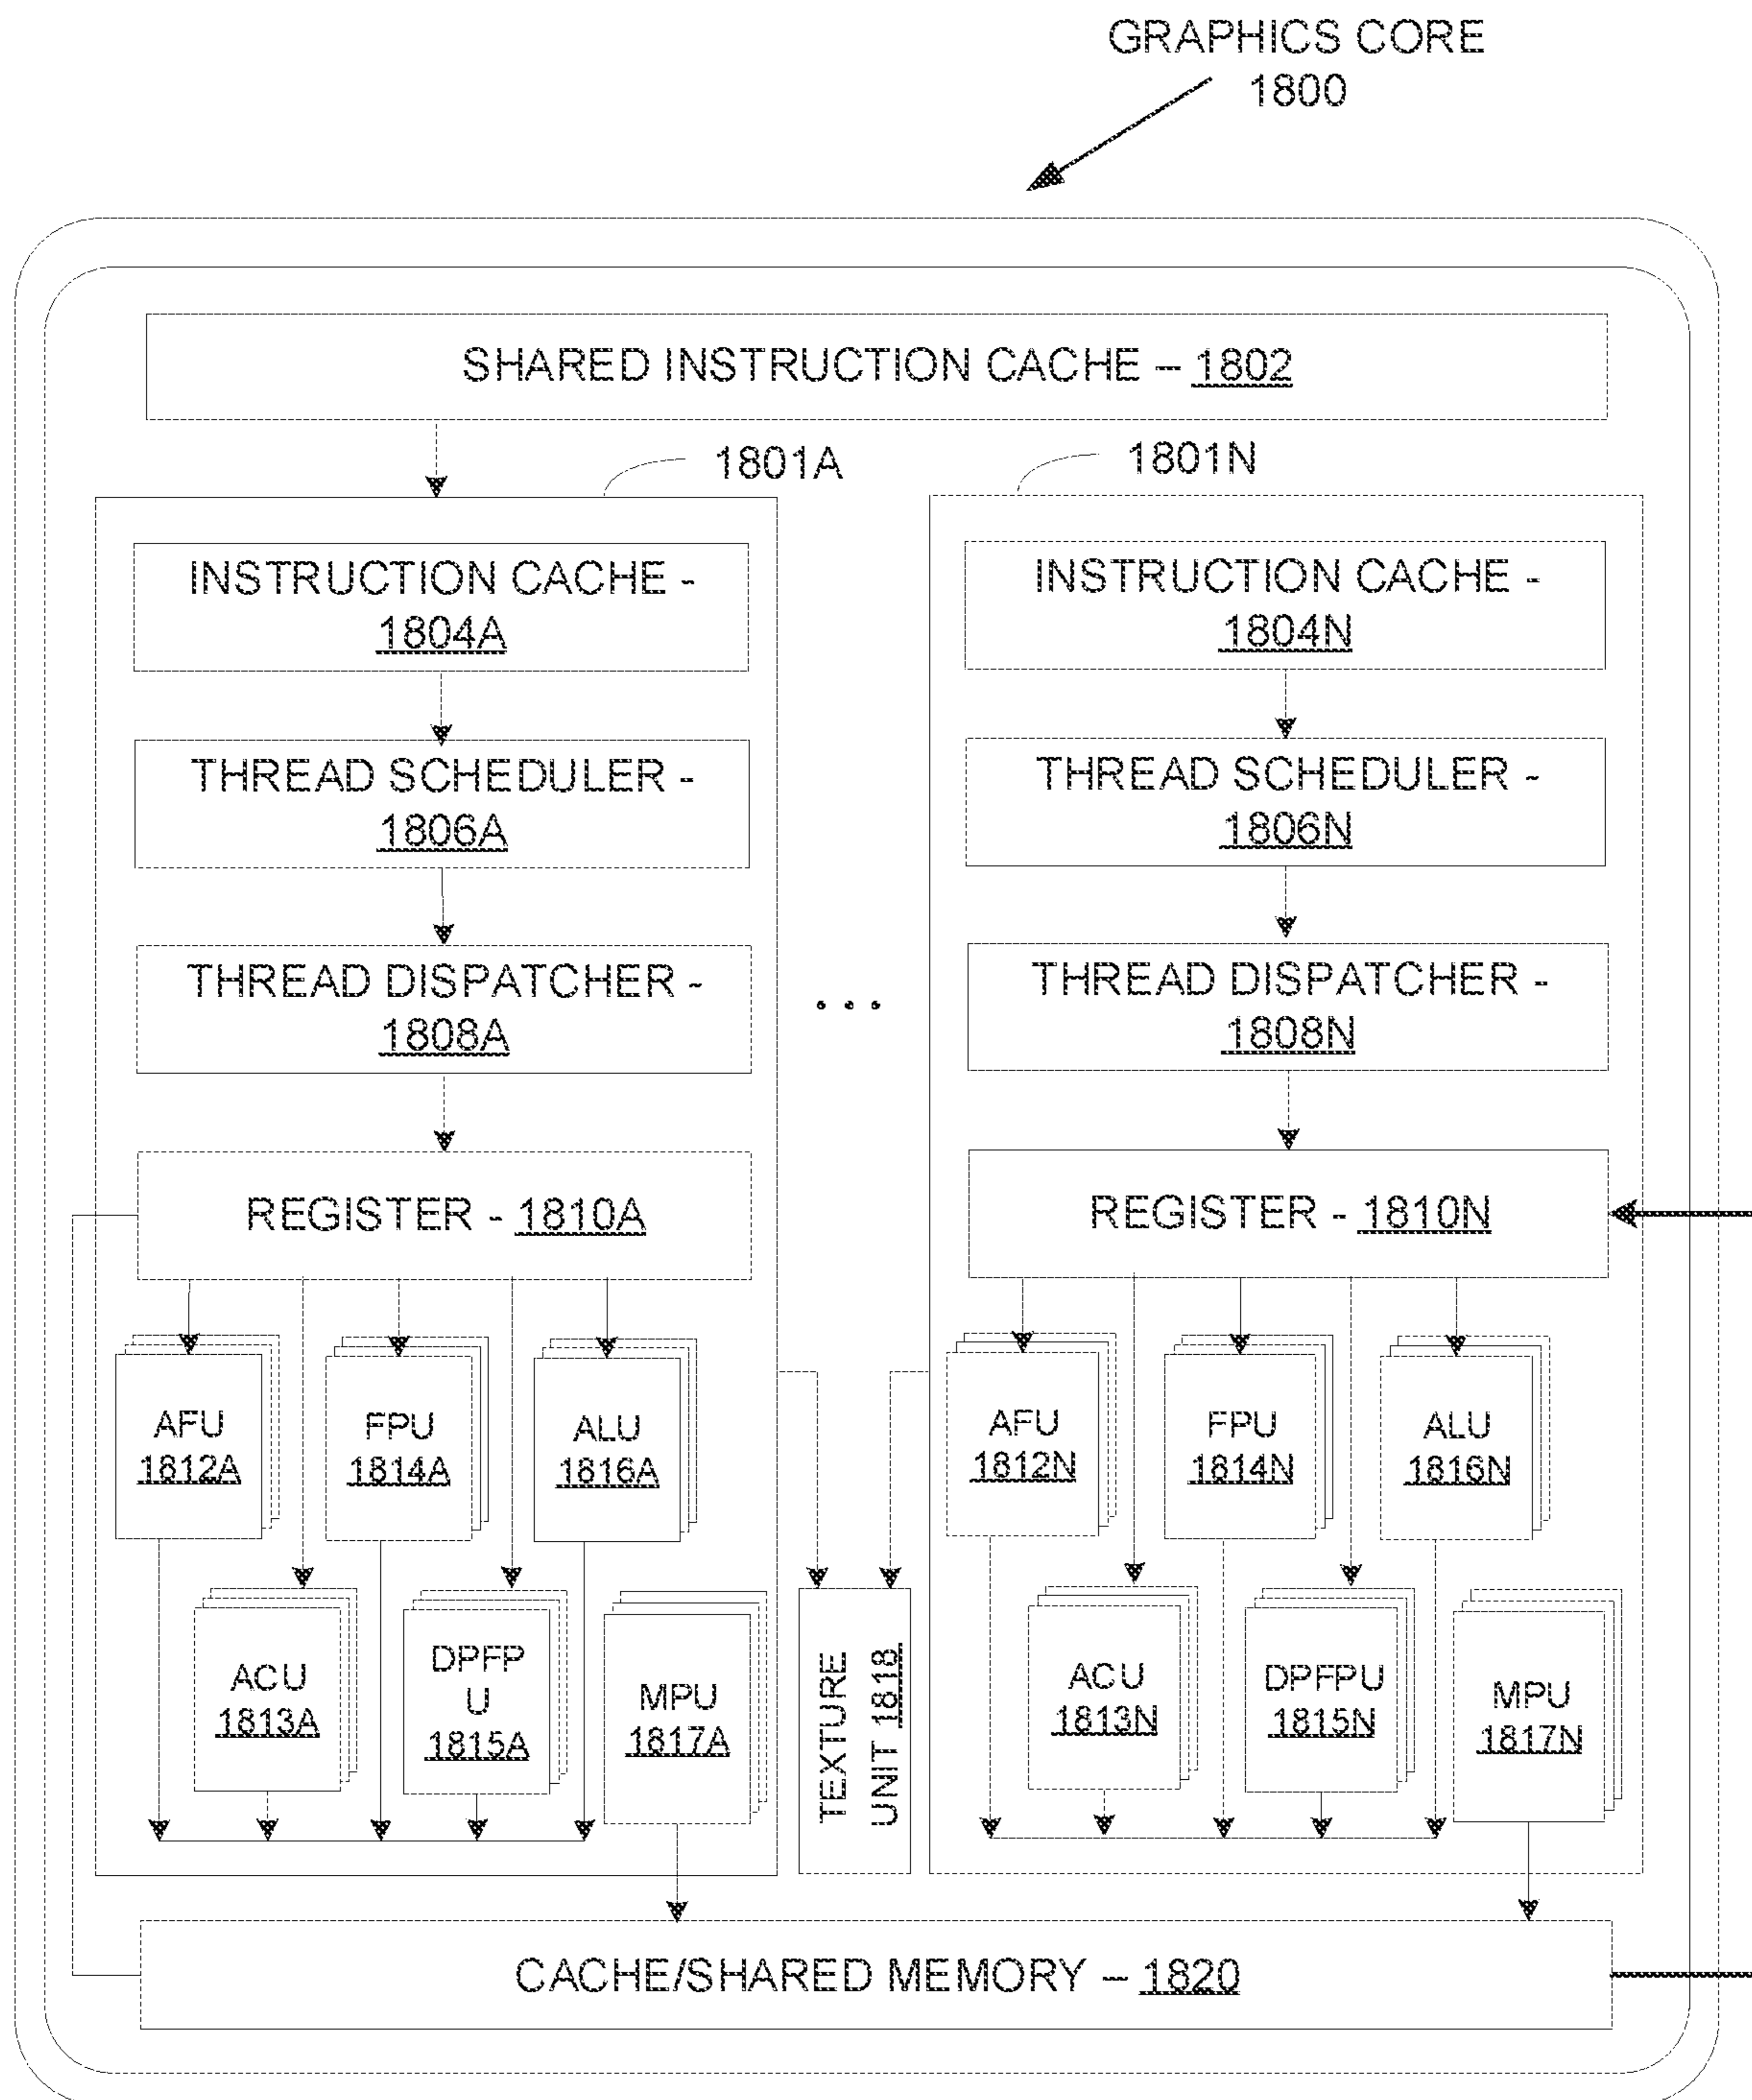 GRAPHICS CORE
1800
SHARED INSTRUCTION CACHE – 1802
1801A
1801N
INSTRUCTION CACHE -
1804A
THREAD SCHEDULER -
1806A
THREAD DISPATCHER -
1808A
REGISTER - 1810A
AFU
1812A
FPU
1814A
ALU
1816A
ACU
1813A
DPFP
U
1815A
MPU
1817A
. . .
TEXTURE
UNIT 1818
INSTRUCTION CACHE -
1804N
THREAD SCHEDULER -
1806N
THREAD DISPATCHER -
1808N
REGISTER - 1810N
AFU
1812N
FPU
1814N
ALU
1816N
ACU
1813N
DPFPU
1815N
MPU
1817N
CACHE/SHARED MEMORY – 1820